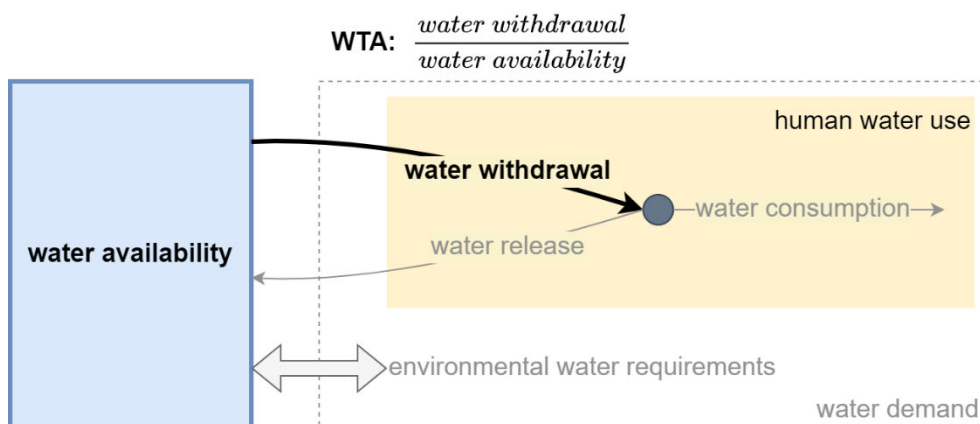 WTA: water withdrawal
water availability
human water use
water withdrawal
water consumption
water release
water availability
environmental water requirements
water demand